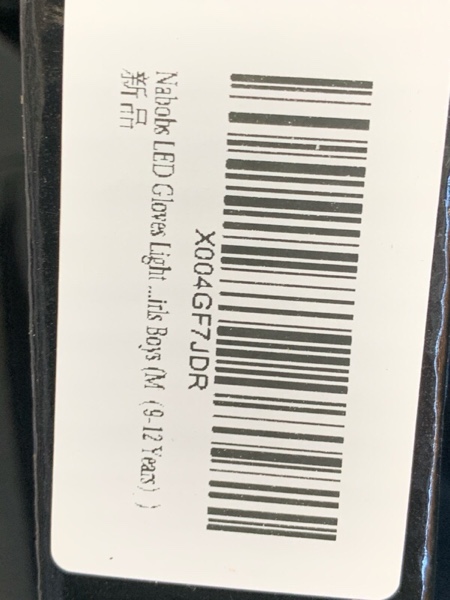 X004GF7JDR
Nabobs LED Gloves Light ...irls Boys (M（9-12 Years）)
新品